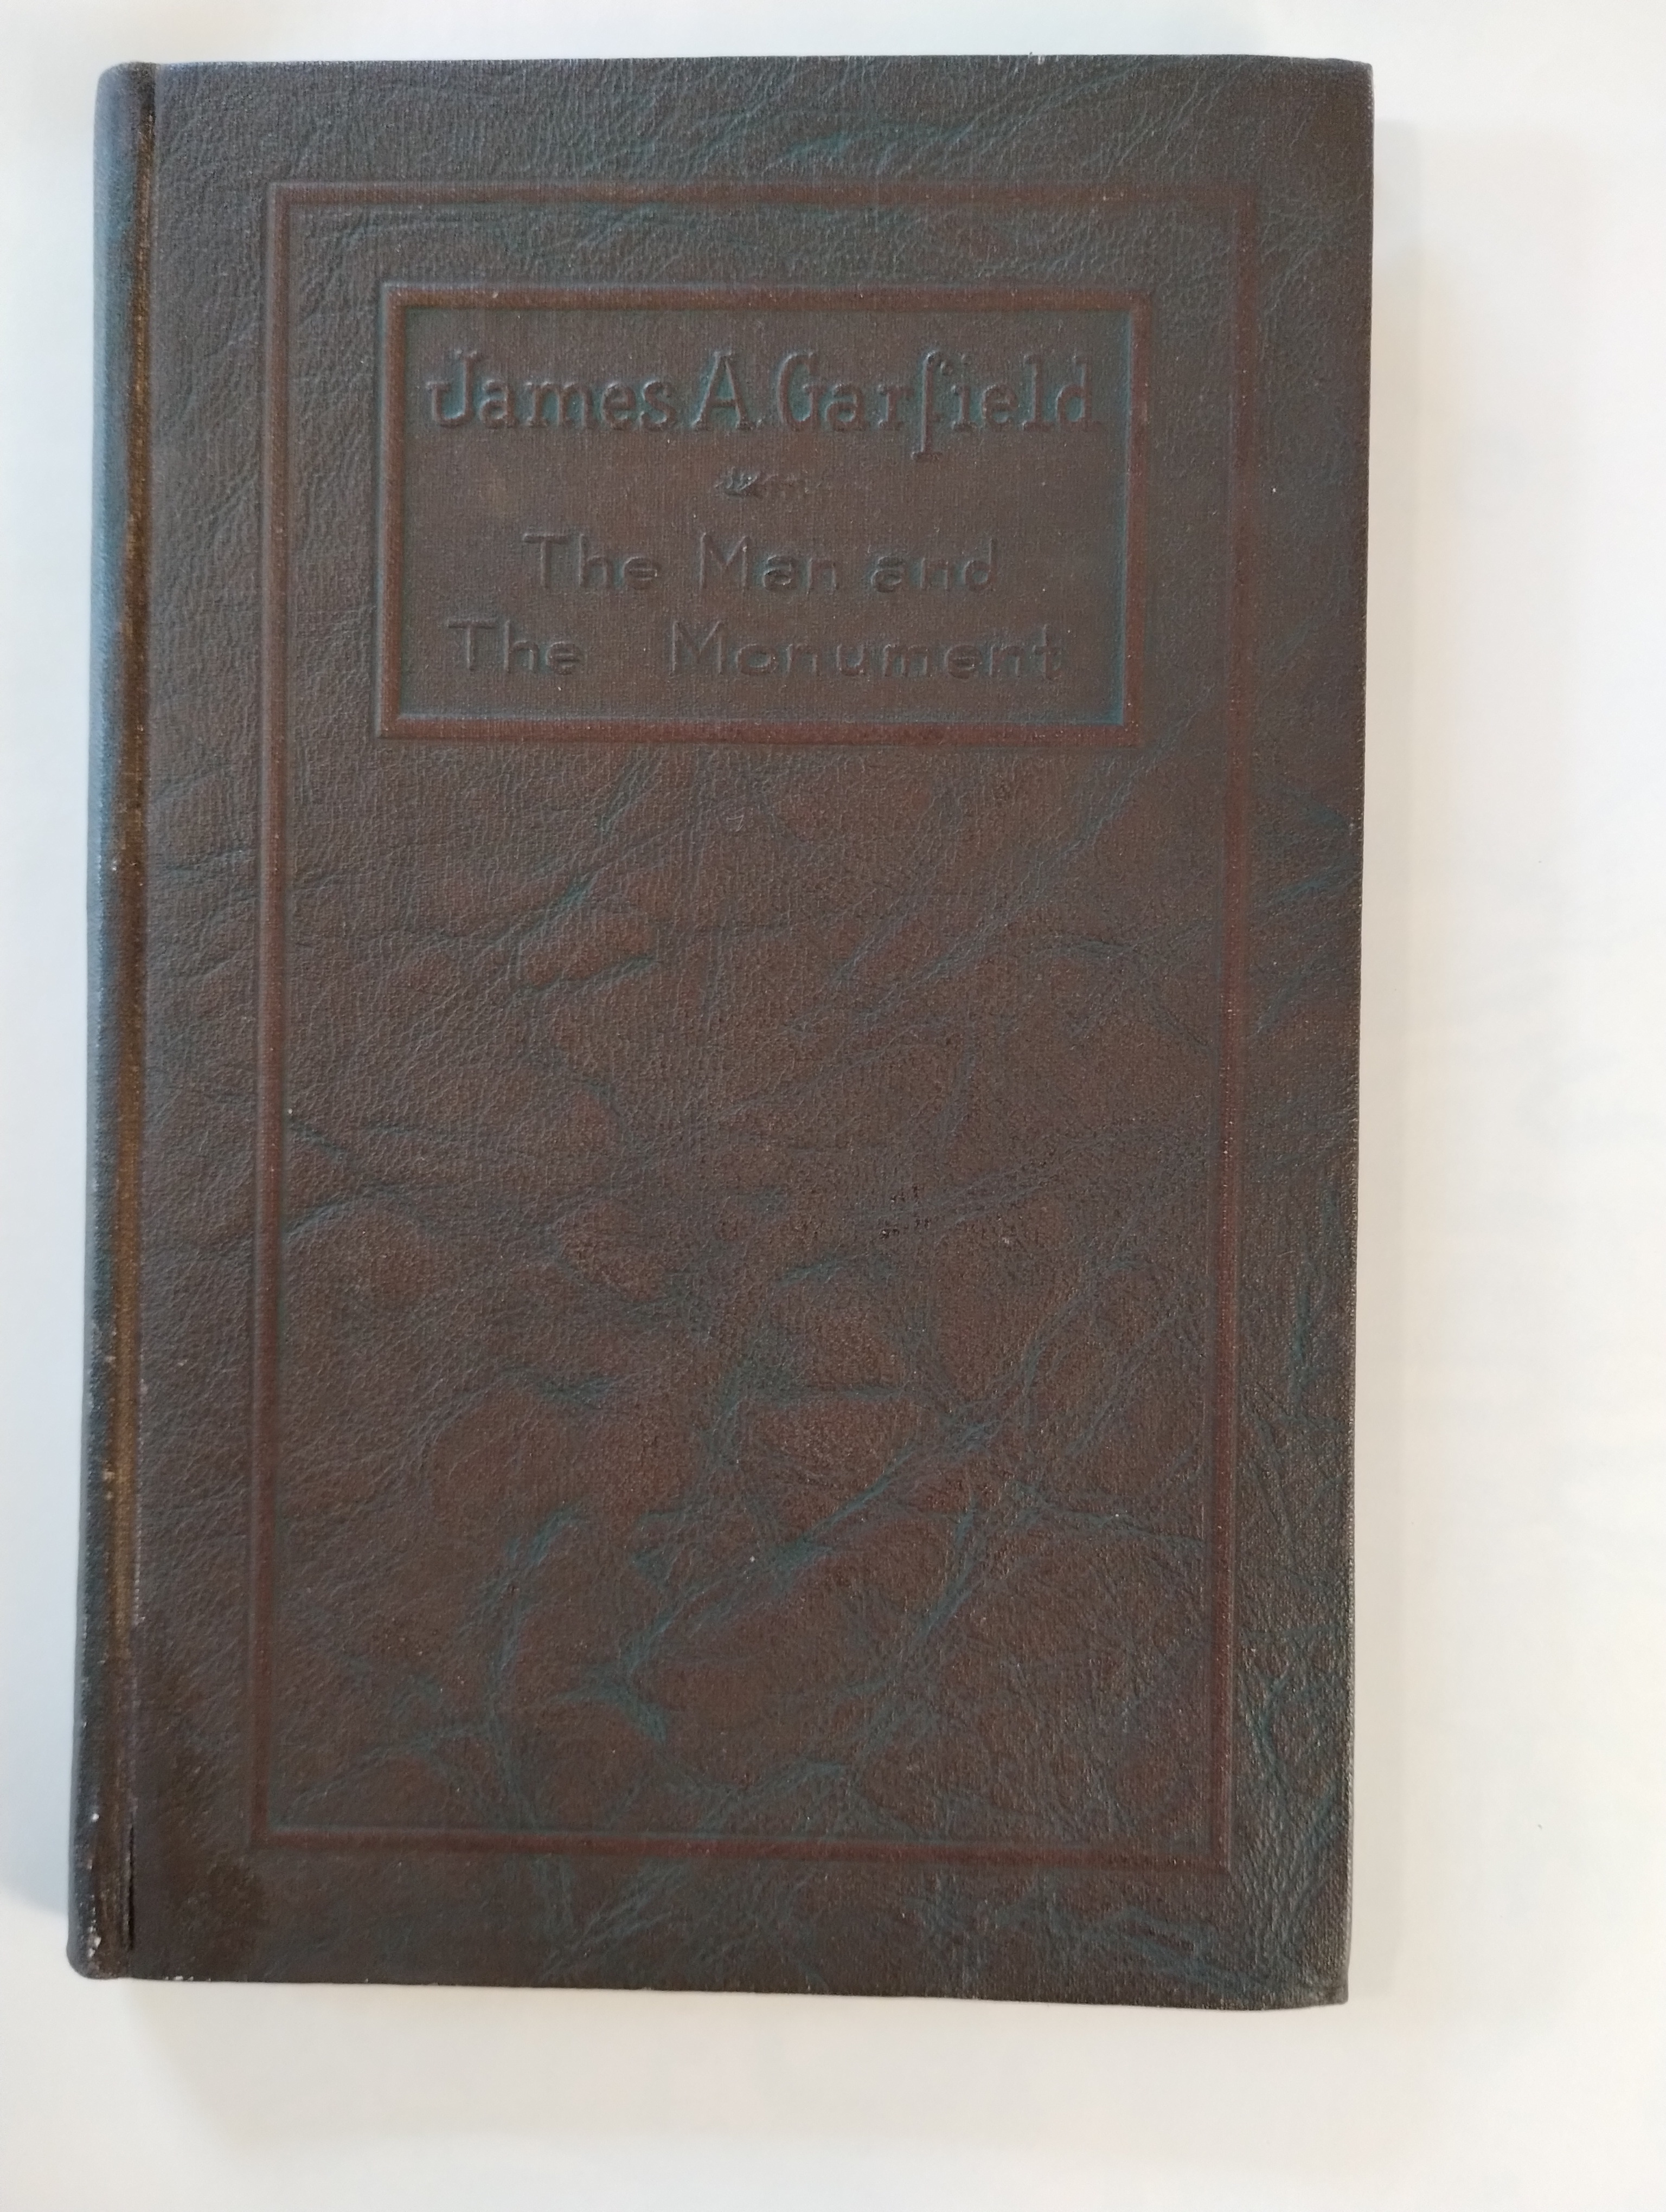 James A. Garfield
The Man and
The Monument